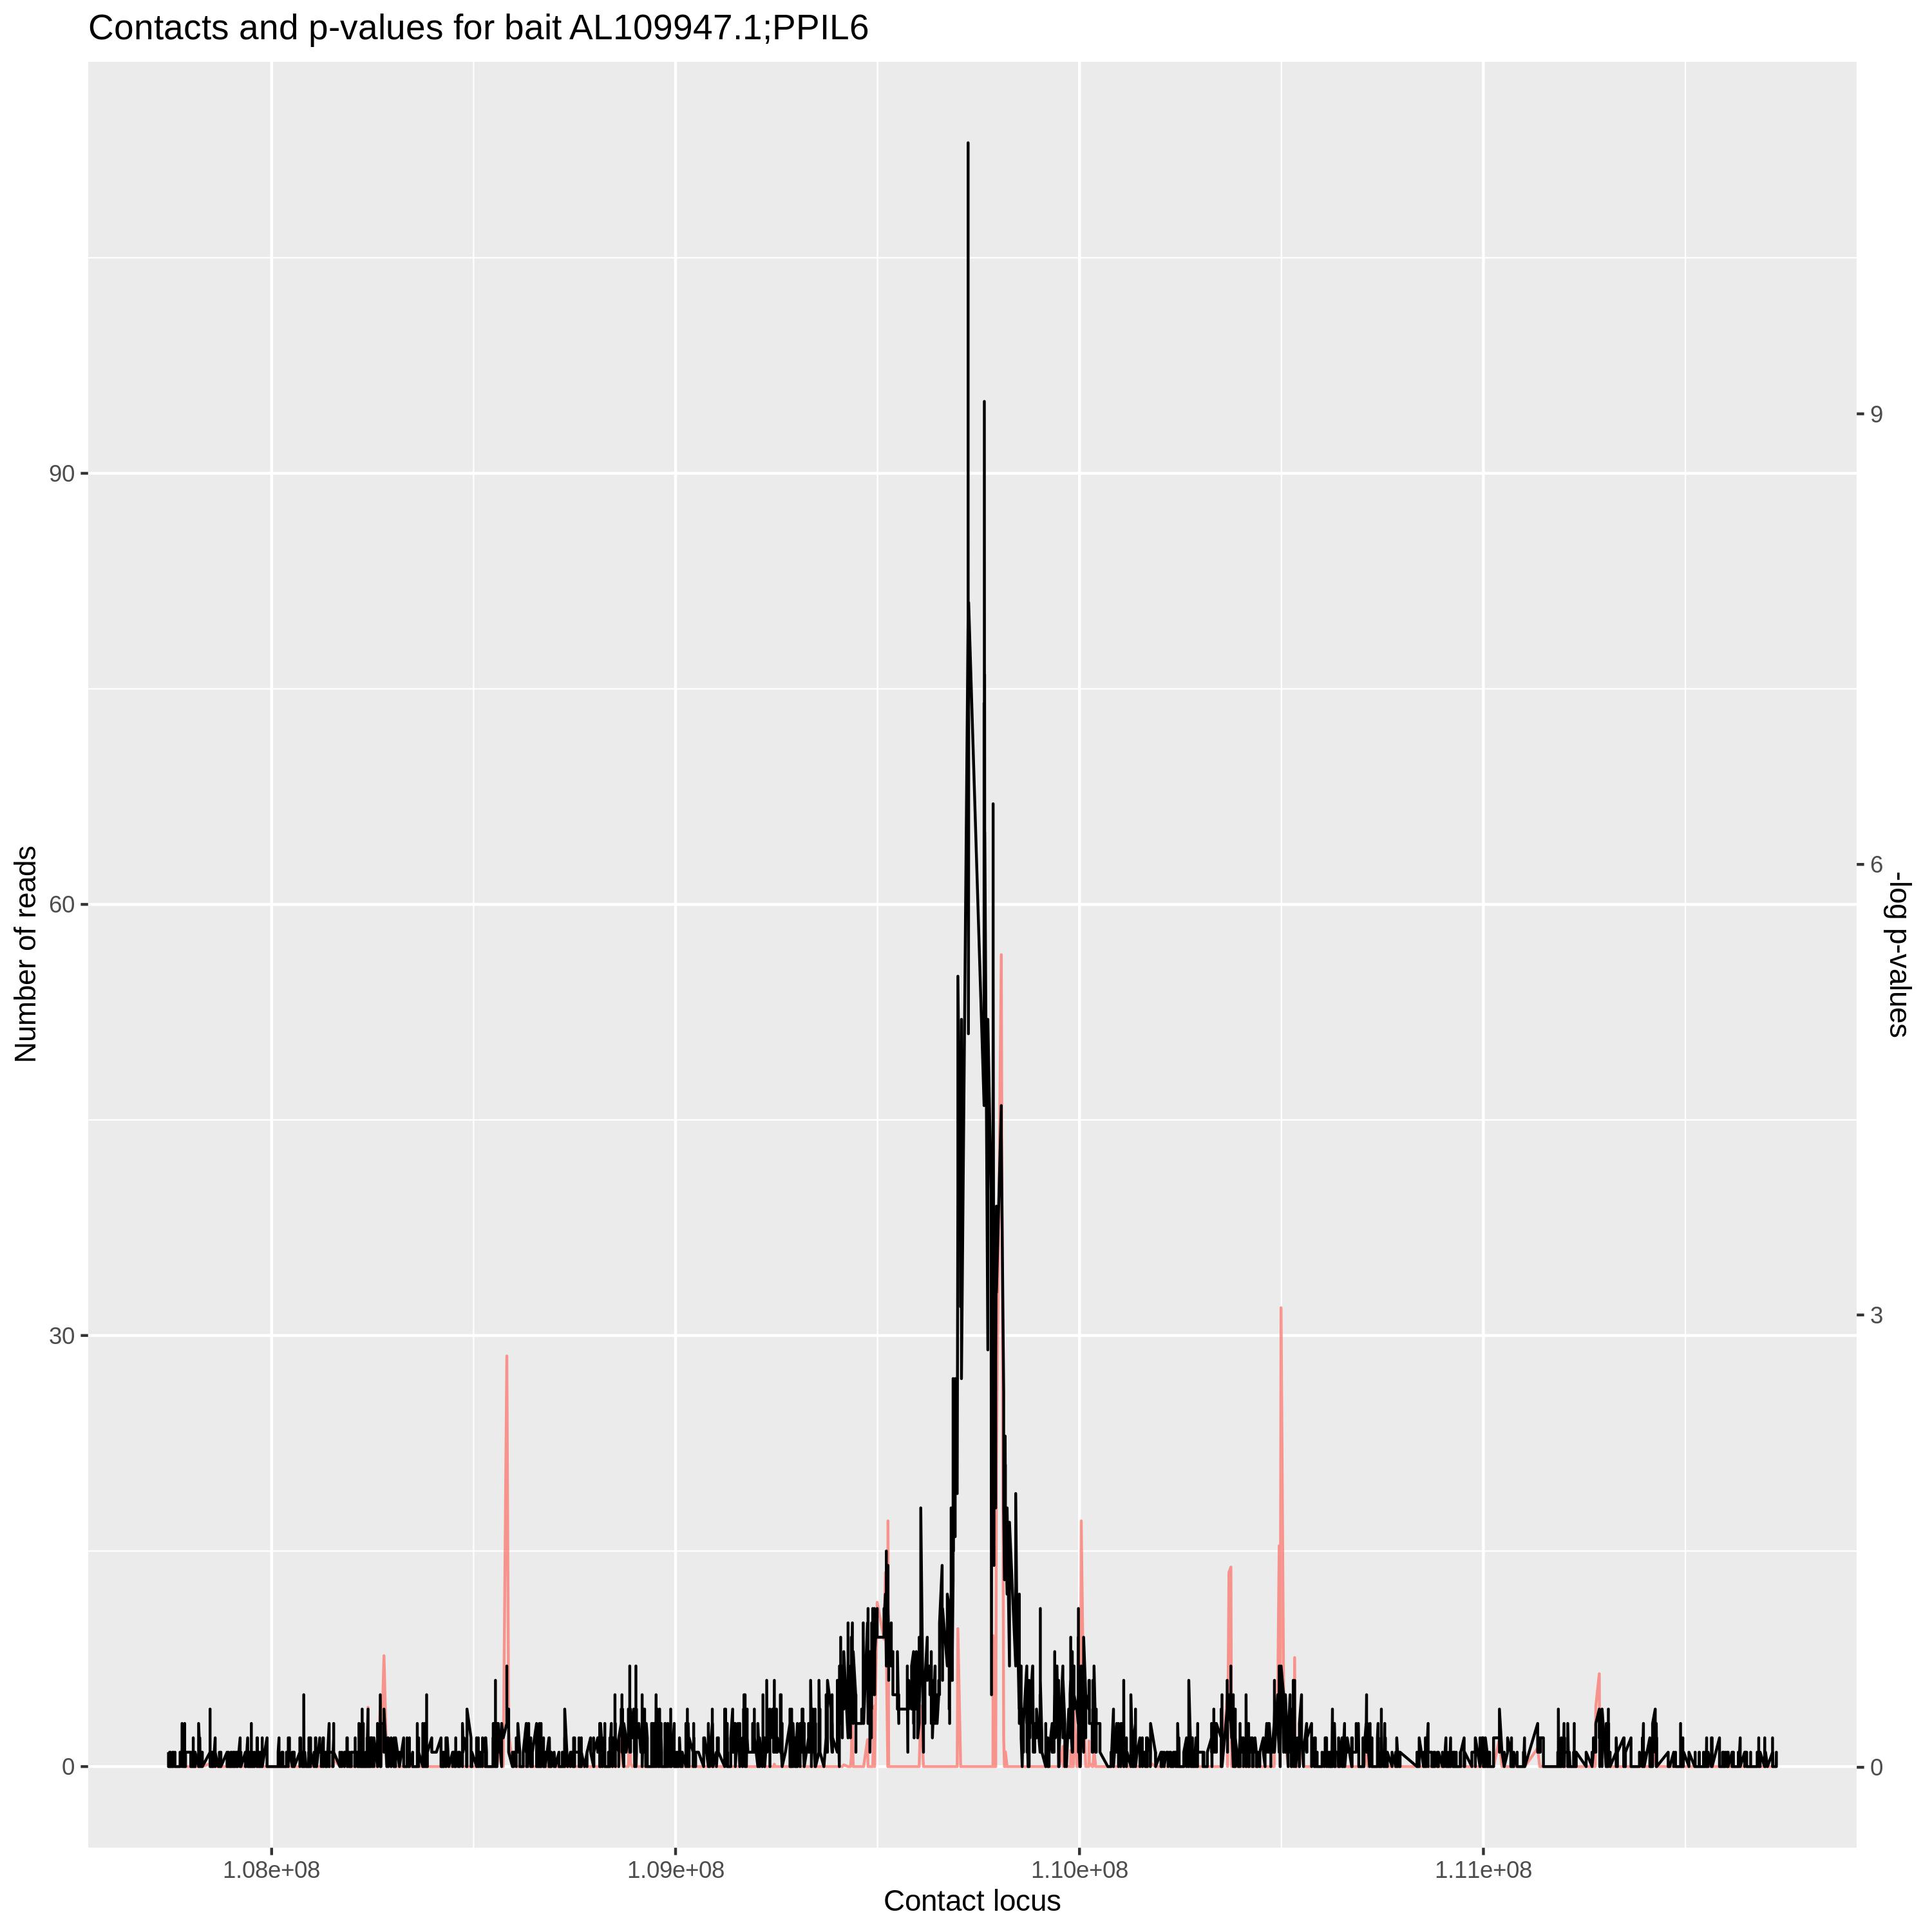 Contacts and p-values for bait AL109947.1;PPIL6
90
60
30
0
Number of reads
9
6
3
0
-log p-values
1.08e+08
1.09e+08
1.10e+08
1.11e+08
Contact locus